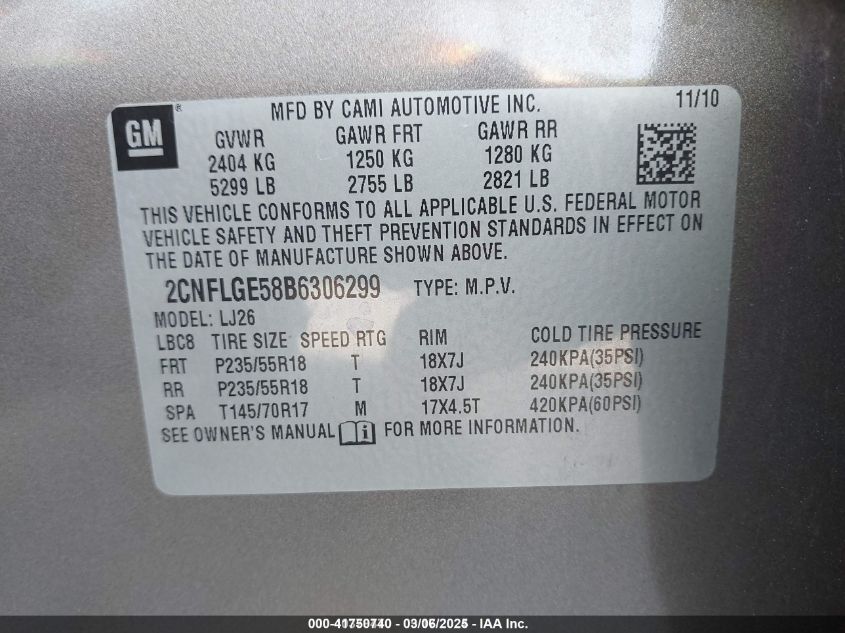 GM ® MFD BY CAMI AUTOMOTIVE INC. 11/10
GVWR GAWR FRT GAWR RR
2404 KG 1250 KG 1280 KG
5299 LB 2755 LB 2821 LB
THIS VEHICLE CONFORMS TO ALL APPLICABLE U.S. FEDERAL MOTOR
VEHICLE SAFETY AND THEFT PREVENTION STANDARDS IN EFFECT ON
THE DATE OF MANUFACTURE SHOWN ABOVE.
2CNFLGE58B6306299 TYPE: M.P.V.
MODEL: LJ26
LBC8 TIRE SIZE SPEED RTG RIM COLD TIRE PRESSURE
FRT P235/55R18 T 18X7J 240KPA(35PSI)
RR P235/55R18 T 18X7J 240KPA(35PSI)
SPA T145/70R17 M 17X4.5T 420KPA(60PSI)
SEE OWNER'S MANUAL i FOR MORE INFORMATION.
000-41750740 - 03/06/2025 - IAA Inc.